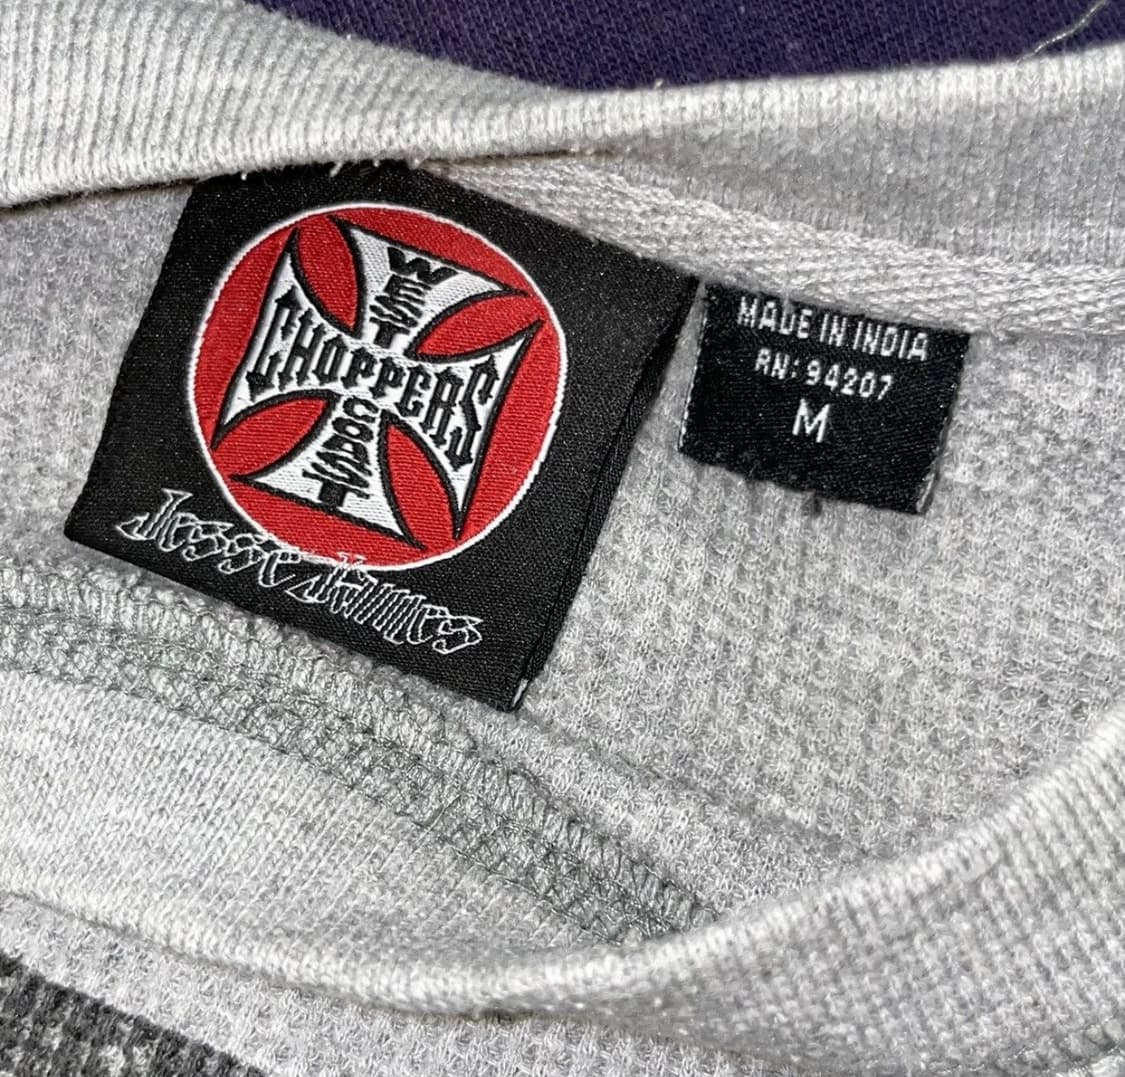 WEST
CHOPPERS
COAST
Jesse James
MADE IN INDIA
RN: 94207
M